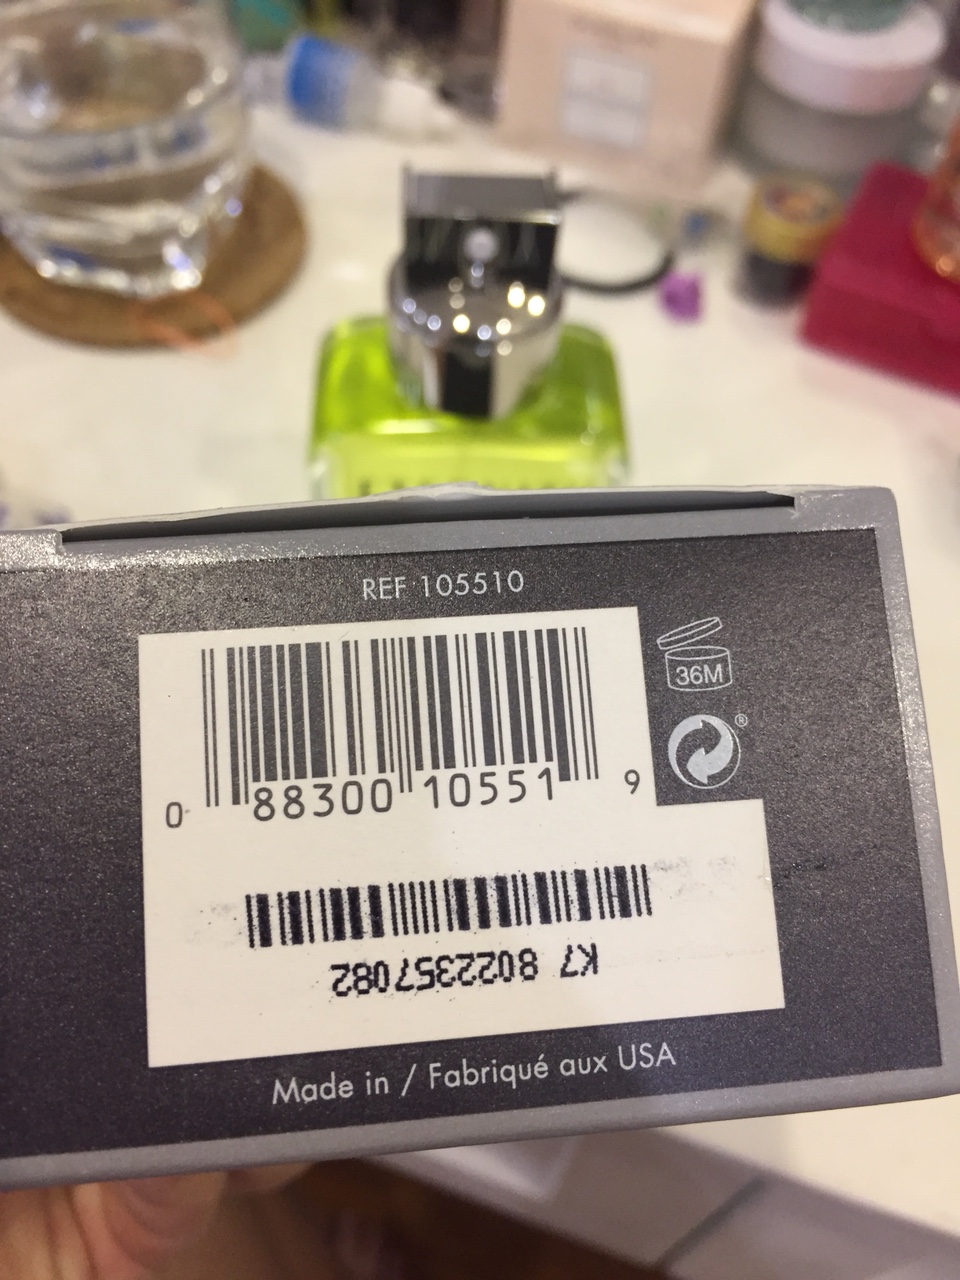 REF 105510
36M
®
0 88300 10551 9
K7 8022357082
Made in / Fabriqué aux USA